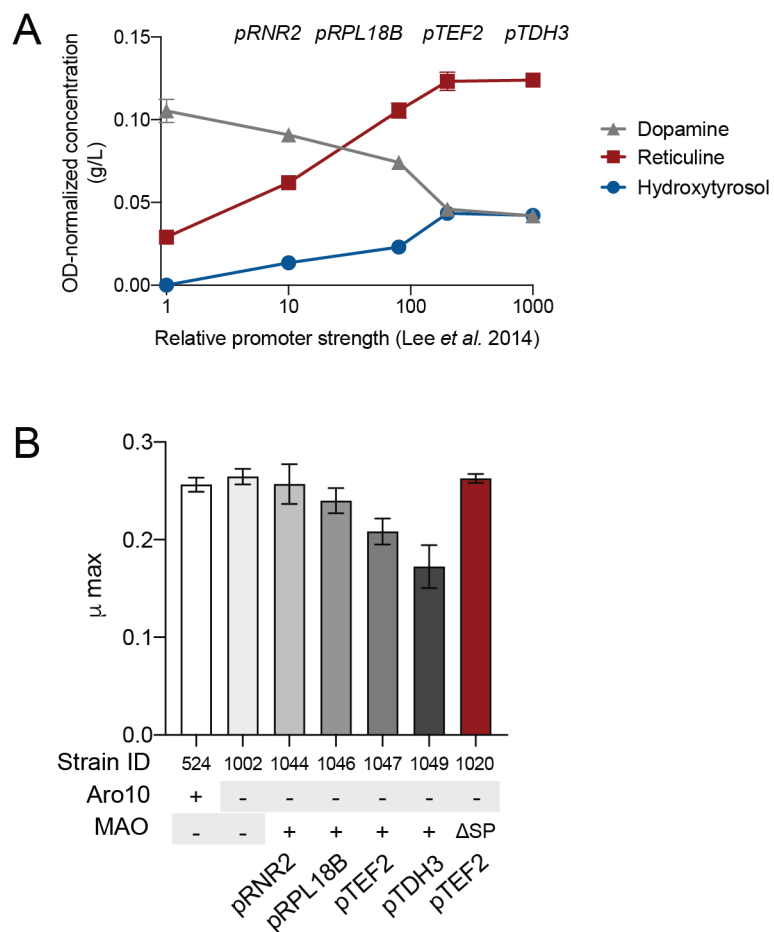 A
pRNR2 pRPL18B pTEF2 pTDH3
OD-normalized concentration
(g/L)
0.15
0.10
0.05
0.00
1 10 100 1000
Relative promoter strength (Lee et al. 2014)
Dopamine
Reticuline
Hydroxytyrosol
B
μ max
0.3
0.2
0.1
0.0
Strain ID 524 1002 1044 1046 1047 1049 1020
Aro10 + - - - - - -
MAO - - + + + + ΔSP
pRNR2 pRPL18B pTEF2 pTDH3 pTEF2